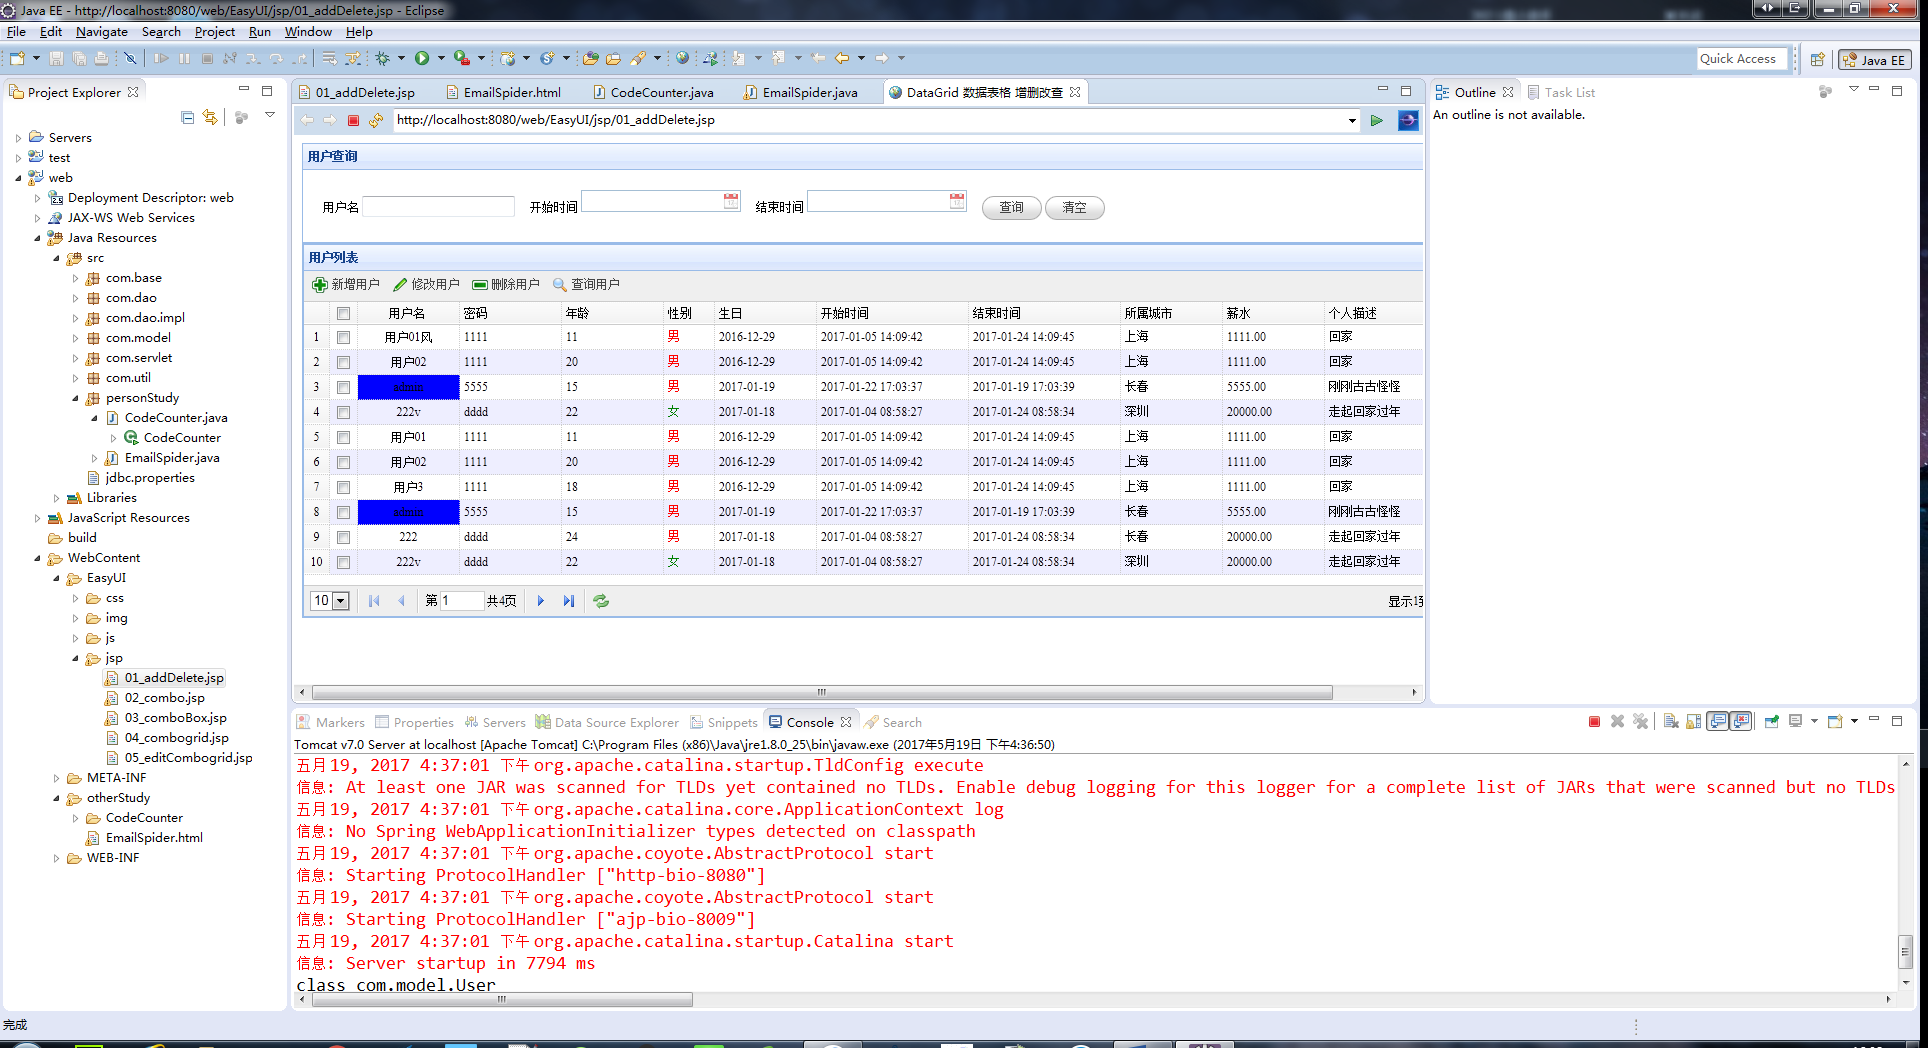 Java EE - http://localhost:8080/web/EasyUI/jsp/01_addDelete.jsp - Eclipse
File Edit Navigate Search Project Run Window Help
Quick Access
Java EE
Project Explorer
Servers
test
web
Deployment Descriptor: web
JAX-WS Web Services
Java Resources
src
com.base
com.dao
com.dao.impl
com.model
com.servlet
com.util
personStudy
CodeCounter.java
CodeCounter
EmailSpider.java
jdbc.properties
Libraries
JavaScript Resources
build
WebContent
EasyUI
css
img
js
jsp
01_addDelete.jsp
02_combo.jsp
03_comboBox.jsp
04_combogrid.jsp
05_editCombogrid.jsp
META-INF
otherStudy
CodeCounter
EmailSpider.html
WEB-INF
01_addDelete.jsp EmailSpider.html CodeCounter.java EmailSpider.java DataGrid 数据表格 增删改查
http://localhost:8080/web/EasyUI/jsp/01_addDelete.jsp
用户查询
用户名 开始时间 结束时间 查询 清空
用户列表
新增用户 修改用户 删除用户 查询用户
用户名 密码 年龄 性别 生日 开始时间 结束时间 所属城市 薪水 个人描述
1 用户01风 1111 11 男 2016-12-29 2017-01-05 14:09:42 2017-01-24 14:09:45 上海 1111.00 回家
2 用户02 1111 20 男 2016-12-29 2017-01-05 14:09:42 2017-01-24 14:09:45 上海 1111.00 回家
3 admin 5555 15 男 2017-01-19 2017-01-22 17:03:37 2017-01-19 17:03:39 长春 5555.00 刚刚古古怪怪
4 222v dddd 22 女 2017-01-18 2017-01-04 08:58:27 2017-01-24 08:58:34 深圳 20000.00 走起回家过年
5 用户01 1111 11 男 2016-12-29 2017-01-05 14:09:42 2017-01-24 14:09:45 上海 1111.00 回家
6 用户02 1111 20 男 2016-12-29 2017-01-05 14:09:42 2017-01-24 14:09:45 上海 1111.00 回家
7 用户3 1111 18 男 2016-12-29 2017-01-05 14:09:42 2017-01-24 14:09:45 上海 1111.00 回家
8 admin 5555 15 男 2017-01-19 2017-01-22 17:03:37 2017-01-19 17:03:39 长春 5555.00 刚刚古古怪怪
9 222 dddd 24 男 2017-01-18 2017-01-04 08:58:27 2017-01-24 08:58:34 长春 20000.00 走起回家过年
10 222v dddd 22 女 2017-01-18 2017-01-04 08:58:27 2017-01-24 08:58:34 深圳 20000.00 走起回家过年
10 第 1 共4页 显示1
Outline Task List
An outline is not available.
Markers Properties Servers Data Source Explorer Snippets Console Search
Tomcat v7.0 Server at localhost [Apache Tomcat] C:\Program Files (x86)\Java\jre1.8.0_25\bin\javaw.exe (2017年5月19日 下午4:36:50)
五月 19, 2017 4:37:01 下午 org.apache.catalina.startup.TldConfig execute
信息: At least one JAR was scanned for TLDs yet contained no TLDs. Enable debug logging for this logger for a complete list of JARs that were scanned but no TLDs
五月 19, 2017 4:37:01 下午 org.apache.catalina.core.ApplicationContext log
信息: No Spring WebApplicationInitializer types detected on classpath
五月 19, 2017 4:37:01 下午 org.apache.coyote.AbstractProtocol start
信息: Starting ProtocolHandler ["http-bio-8080"]
五月 19, 2017 4:37:01 下午 org.apache.coyote.AbstractProtocol start
信息: Starting ProtocolHandler ["ajp-bio-8009"]
五月 19, 2017 4:37:01 下午 org.apache.catalina.startup.Catalina start
信息: Server startup in 7794 ms
class com.model.User
完成